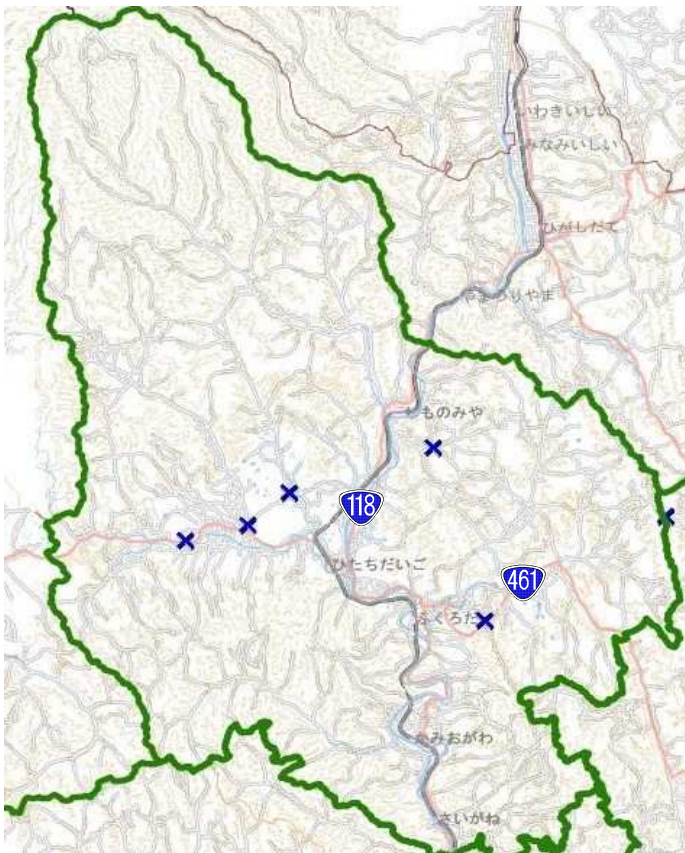 いわきいしい
みなみいしい
ひがしだて
やまつりやま
しものみや
118
ひたちだいご
461
ふくろだ
かみおがわ
さいがね